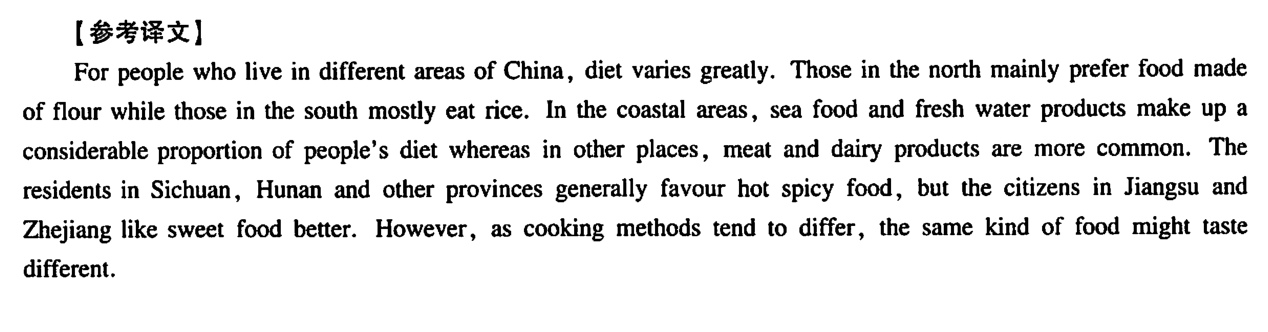 【参考译文】
For people who live in different areas of China, diet varies greatly. Those in the north mainly prefer food made
of flour while those in the south mostly eat rice. In the coastal areas, sea food and fresh water products make up a
considerable proportion of people's diet whereas in other places, meat and dairy products are more common. The
residents in Sichuan, Hunan and other provinces generally favour hot spicy food, but the citizens in Jiangsu and
Zhejiang like sweet food better. However, as cooking methods tend to differ, the same kind of food might taste
different.